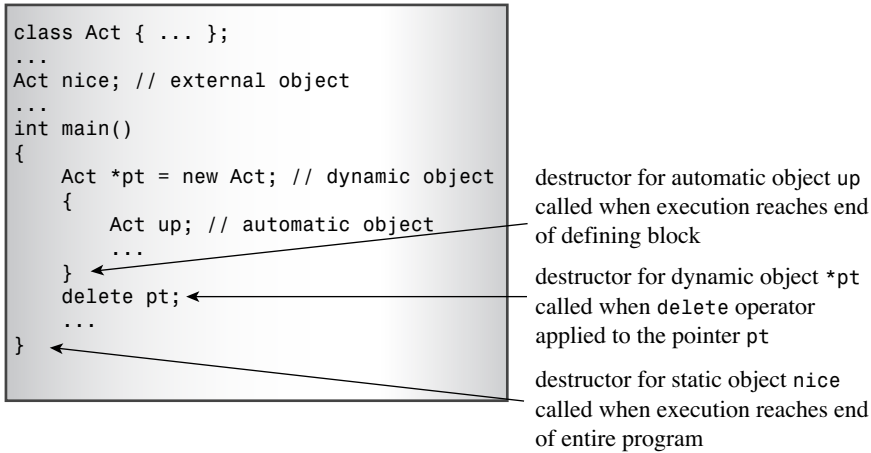 class Act { ... };
...
Act nice; // external object
...
int main()
{
    Act *pt = new Act; // dynamic object
    {
        Act up; // automatic object
        ...
    }
    delete pt;
    ...
}
destructor for automatic object up
called when execution reaches end
of defining block
destructor for dynamic object *pt
called when delete operator
applied to the pointer pt
destructor for static object nice
called when execution reaches end
of entire program